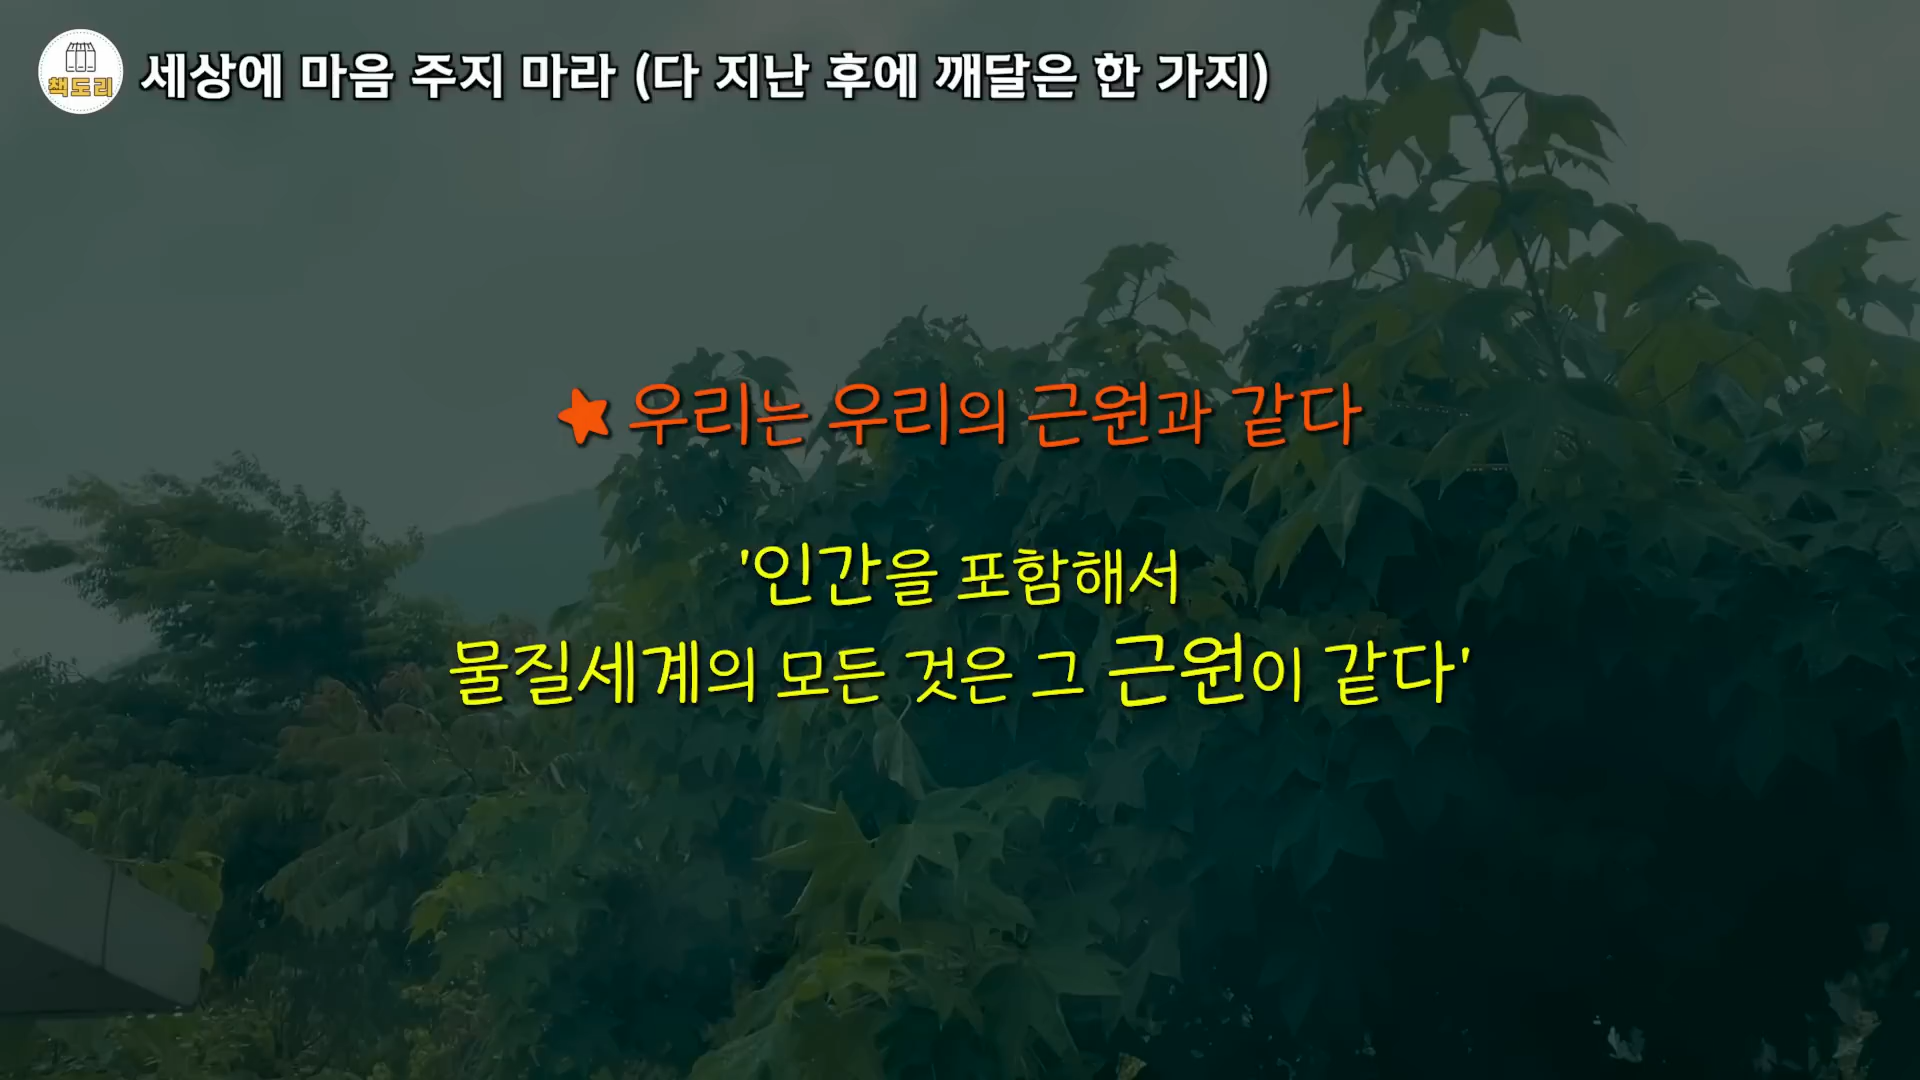 책도리
세상에 마음 주지 마라 (다 지난 후에 깨달은 한 가지)
우리는 우리의 근원과 같다
'인간을 포함해서
물질세계의 모든 것은 그 근원이 같다'